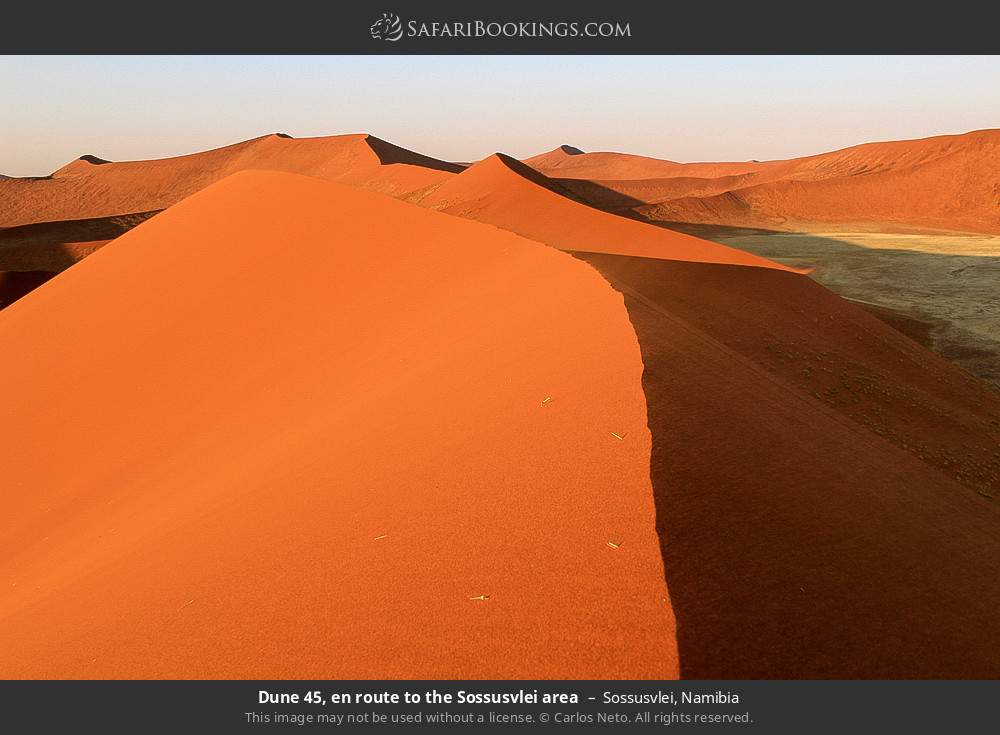 SafariBookings.com
Dune 45, en route to the Sossusvlei area – Sossusvlei, Namibia
This image may not be used without a license. © Carlos Neto. All rights reserved.